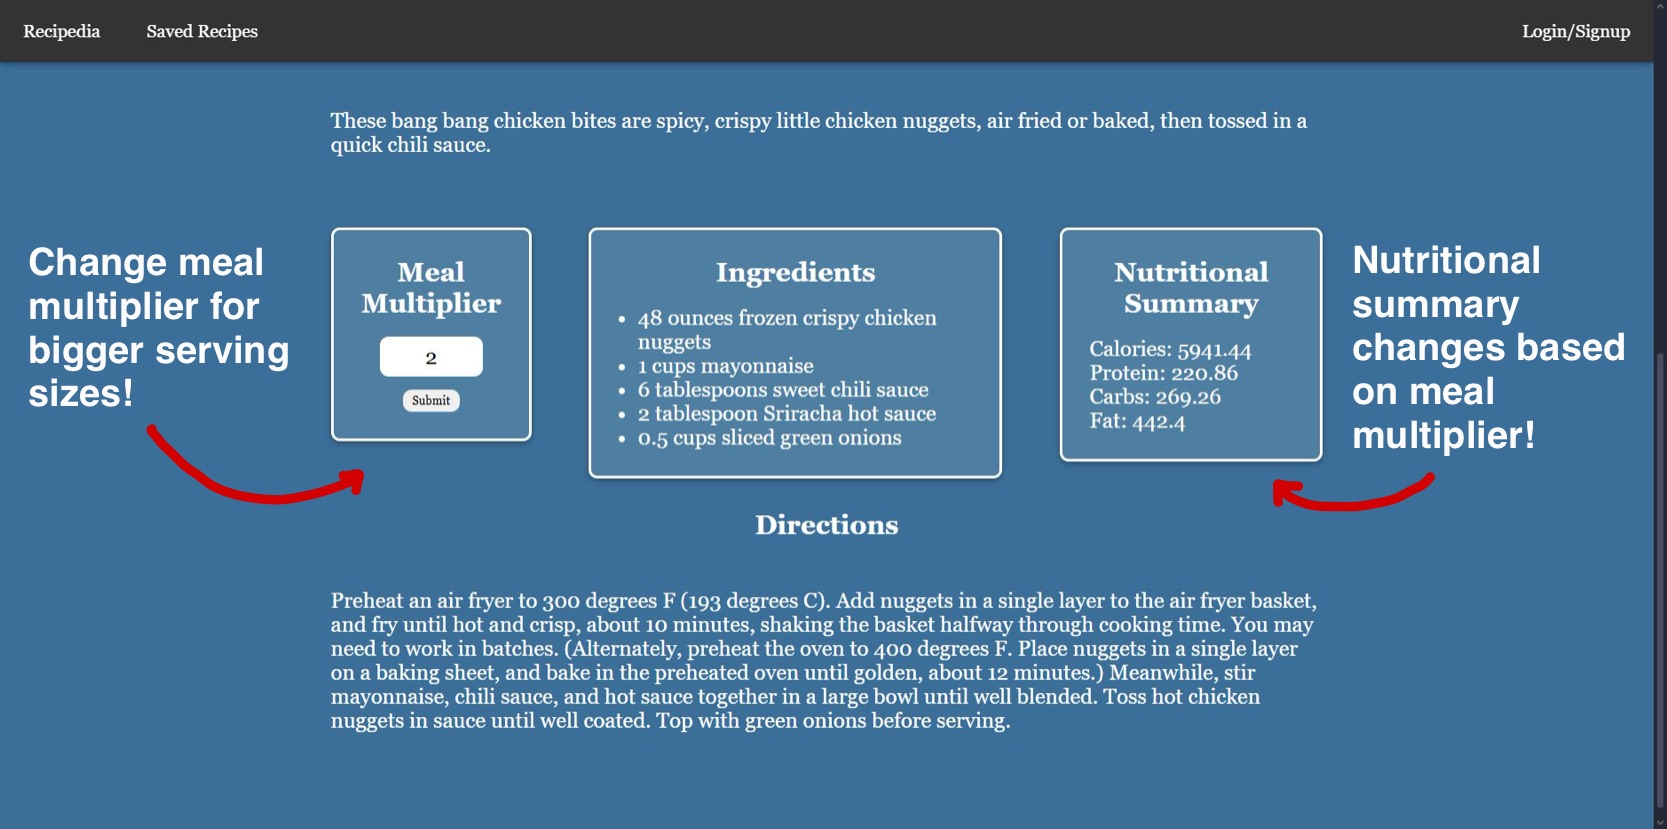 Recipedia Saved Recipes Login/Signup
These bang bang chicken bites are spicy, crispy little chicken nuggets, air fried or baked, then tossed in a
quick chili sauce.
Change meal
multiplier for
bigger serving
sizes!
Meal
Multiplier
2
Submit
Ingredients
• 48 ounces frozen crispy chicken
nuggets
• 1 cups mayonnaise
• 6 tablespoons sweet chili sauce
• 2 tablespoon Sriracha hot sauce
• 0.5 cups sliced green onions
Nutritional
Summary
Calories: 5941.44
Protein: 220.86
Carbs: 269.26
Fat: 442.4
Nutritional
summary
changes based
on meal
multiplier!
Directions
Preheat an air fryer to 300 degrees F (193 degrees C). Add nuggets in a single layer to the air fryer basket,
and fry until hot and crisp, about 10 minutes, shaking the basket halfway through cooking time. You may
need to work in batches. (Alternately, preheat the oven to 400 degrees F. Place nuggets in a single layer
on a baking sheet, and bake in the preheated oven until golden, about 12 minutes.) Meanwhile, stir
mayonnaise, chili sauce, and hot sauce together in a large bowl until well blended. Toss hot chicken
nuggets in sauce until well coated. Top with green onions before serving.